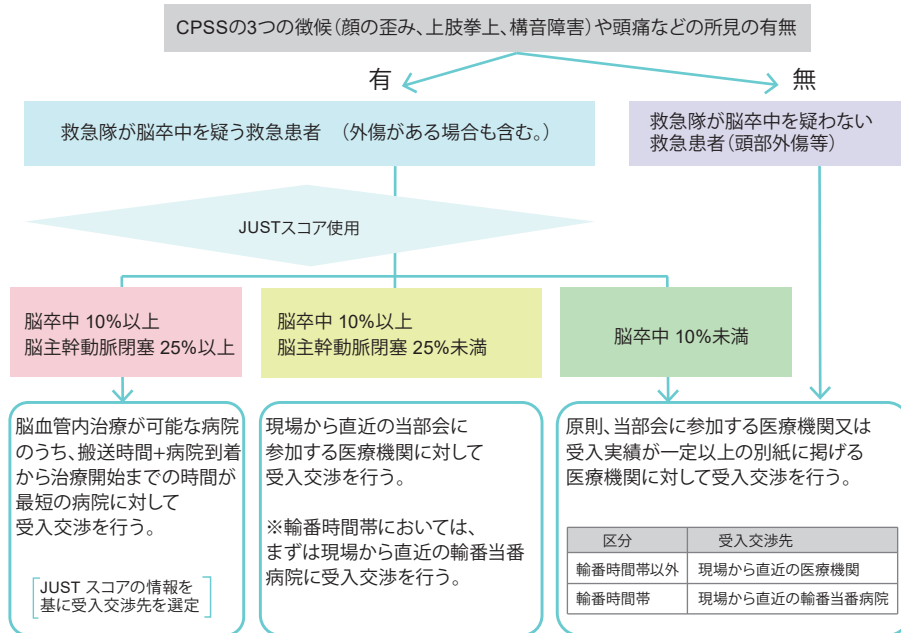 CPSSの3つの徴候（顔の歪み、上肢拳上、構音障害）や頭痛などの所見の有無
有
無
救急隊が脳卒中を疑う救急患者　（外傷がある場合も含む。）
救急隊が脳卒中を疑わない
救急患者（頭部外傷等）
JUSTスコア使用
脳卒中 10%以上
脳主幹動脈閉塞 25%以上
脳卒中 10%以上
脳主幹動脈閉塞 25%未満
脳卒中 10%未満
脳血管内治療が可能な病院
のうち、搬送時間+病院到着
から治療開始までの時間が
最短の病院に対して
受入交渉を行う。
JUST スコアの情報を
基に受入交渉先を選定
現場から直近の当部会に
参加する医療機関に対して
受入交渉を行う。
※輪番時間帯においては、
まずは現場から直近の輪番当番
病院に受入交渉を行う。
原則、当部会に参加する医療機関又は
受入実績が一定以上の別紙に掲げる
医療機関に対して受入交渉を行う。
区分　受入交渉先
輪番時間帯以外　現場から直近の医療機関
輪番時間帯　現場から直近の輪番当番病院